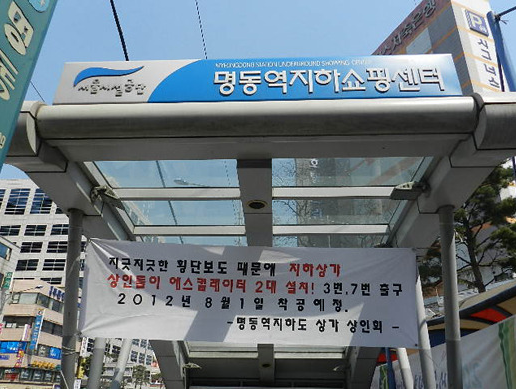 서울시설공단
MYEONGDONG STATION UNDERGROUND SHOPPING CENTER
명동역지하쇼핑센터
지긋지긋한 횡단보도 때문에 지하상가
상인들이 에스컬레이터 2대 설치! 3번.7번 출구
2012년 8월1일 착공예정.
-명동역지하도 상가 상인회-